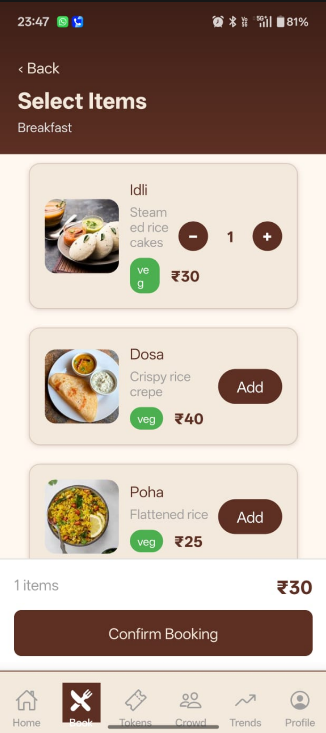 23:47
5G
81%
‹ Back
Select Items
Breakfast
Idli
Steam
ed rice
cakes
- 1 +
ve
g
₹30
Dosa
Crispy rice
crepe
Add
veg
₹40
Poha
Flattened rice
Add
veg
₹25
1 items
₹30
Confirm Booking
Home
Book
Tokens
Crowd
Trends
Profile